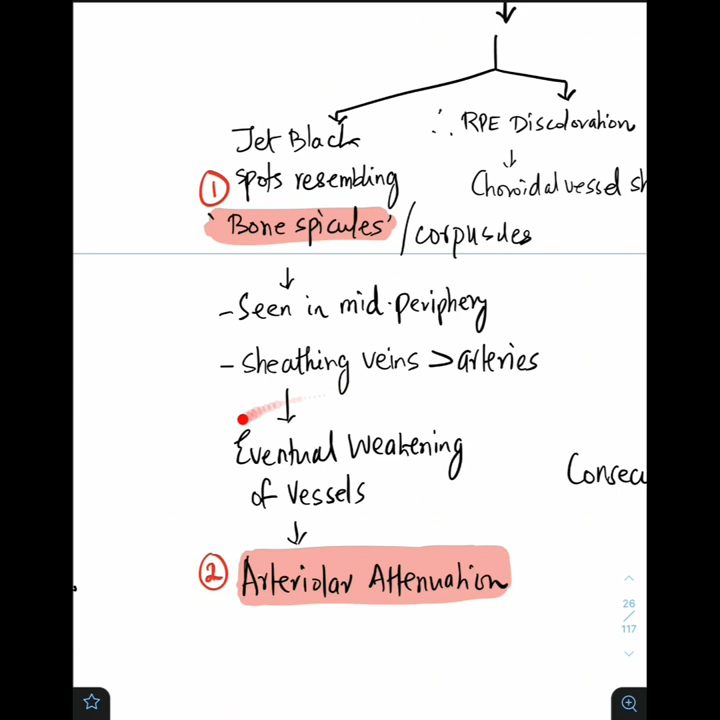 Jet Black
① spots resembling
'Bone spicules' / corpuscles
∴ RPE Discoloration
↓
Choroidal vessel sh
↓
- Seen in mid-periphery
- sheathing veins > arteries
↓
Eventual Weakening
of Vessels
↓
② Arteriolar Attenuation
Consecu
26
/
117